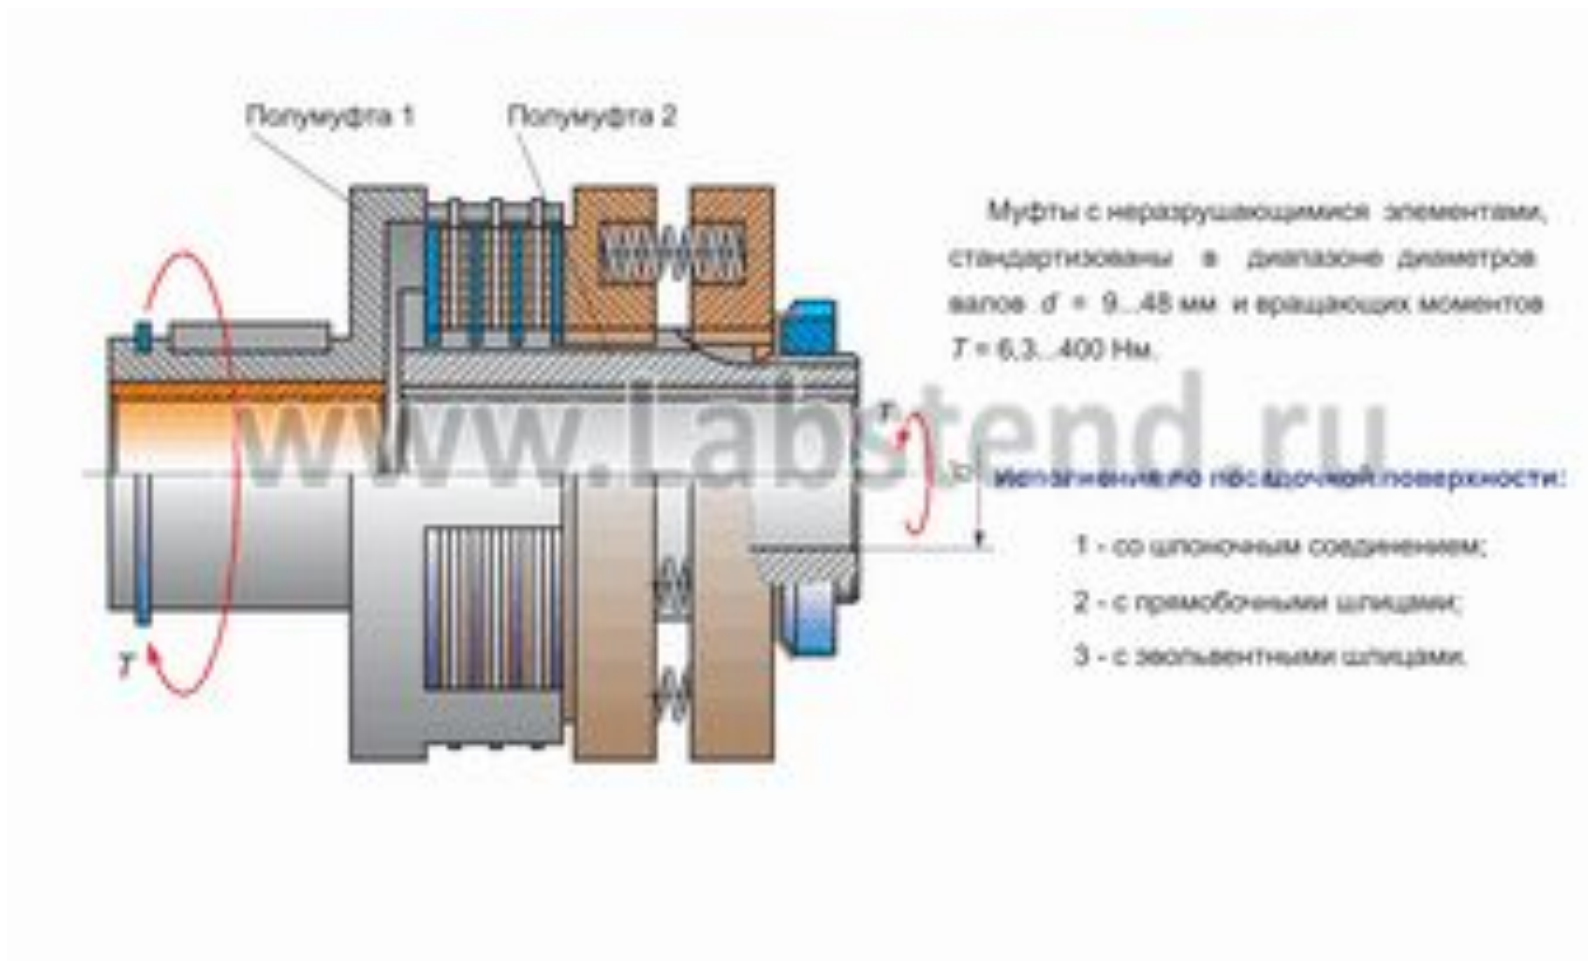 Полумуфта 1
Полумуфта 2
Муфты с неразрушающимися элементами,
стандартизованы в диапазоне диаметров
валов d = 9...48 мм и вращающих моментов
T = 6,3...400 Нм.
www.Labstend.ru
T
d
Исполнение по посадочной поверхности:
1 - со шпоночным соединением;
2 - с прямобочными шлицами;
3 - с эвольвентными шлицами.
T